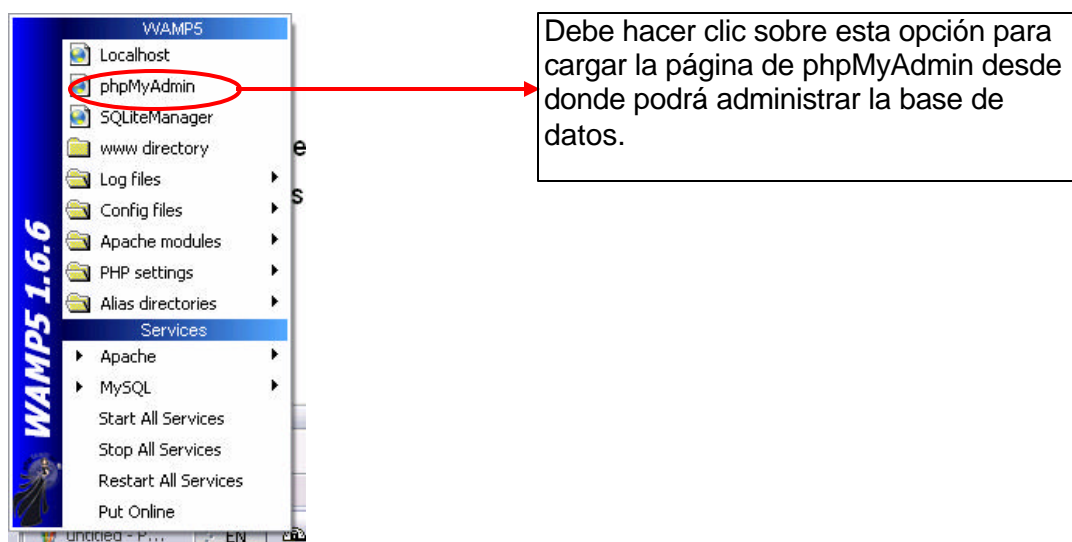 WAMP5
Localhost
phpMyAdmin
SQLiteManager
www directory
Log files
Config files
Apache modules
PHP settings
Alias directories
Services
Apache
MySQL
Start All Services
Stop All Services
Restart All Services
Put Online
WAMP5 1.6.6
e
s
untitled - P...
EN
Debe hacer clic sobre esta opción para
cargar la página de phpMyAdmin desde
donde podrá administrar la base de
datos.